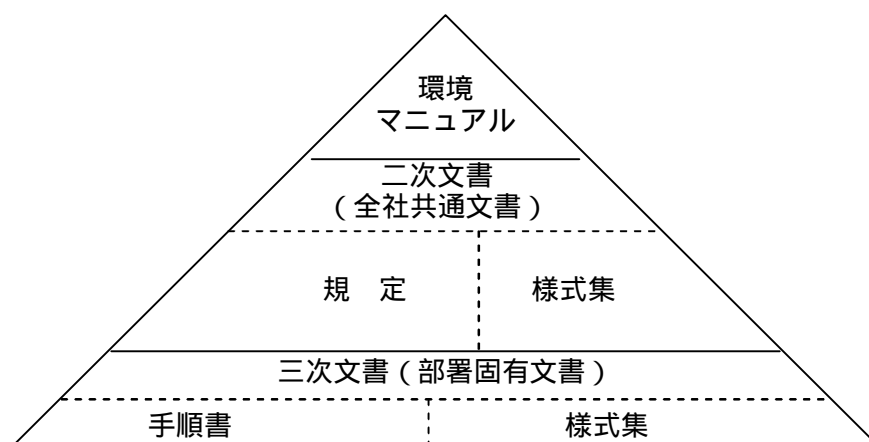 環境
マニュアル
二次文書
（全社共通文書）
規　定
様式集
三次文書（部署固有文書）
手順書
様式集